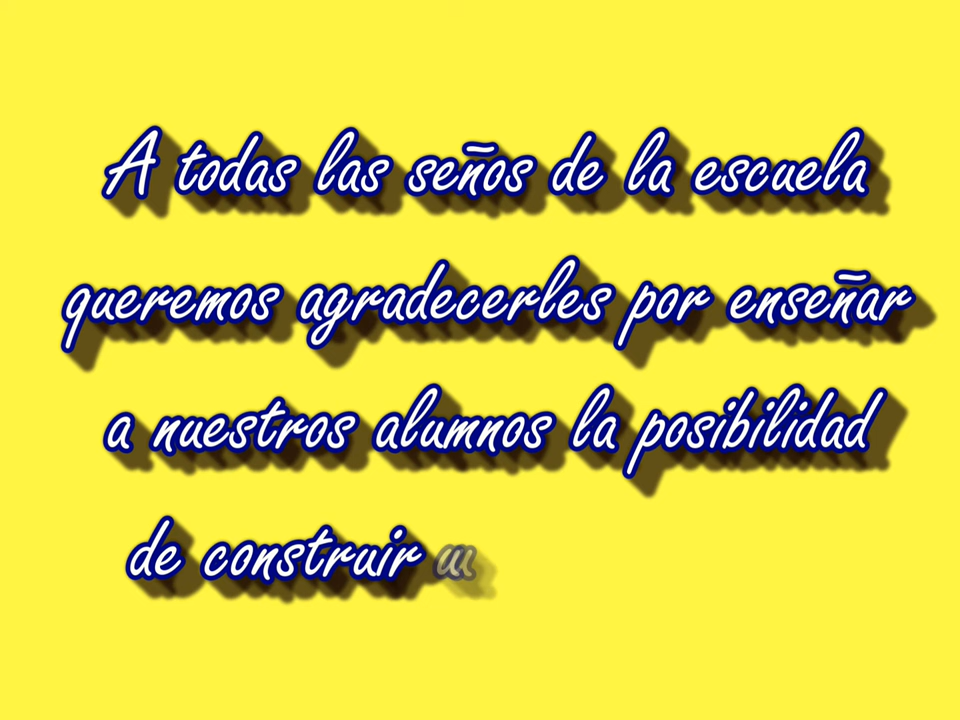 A todas las seños de la escuela
queremos agradecerles por enseñar
a nuestros alumnos la posibilidad
de construir